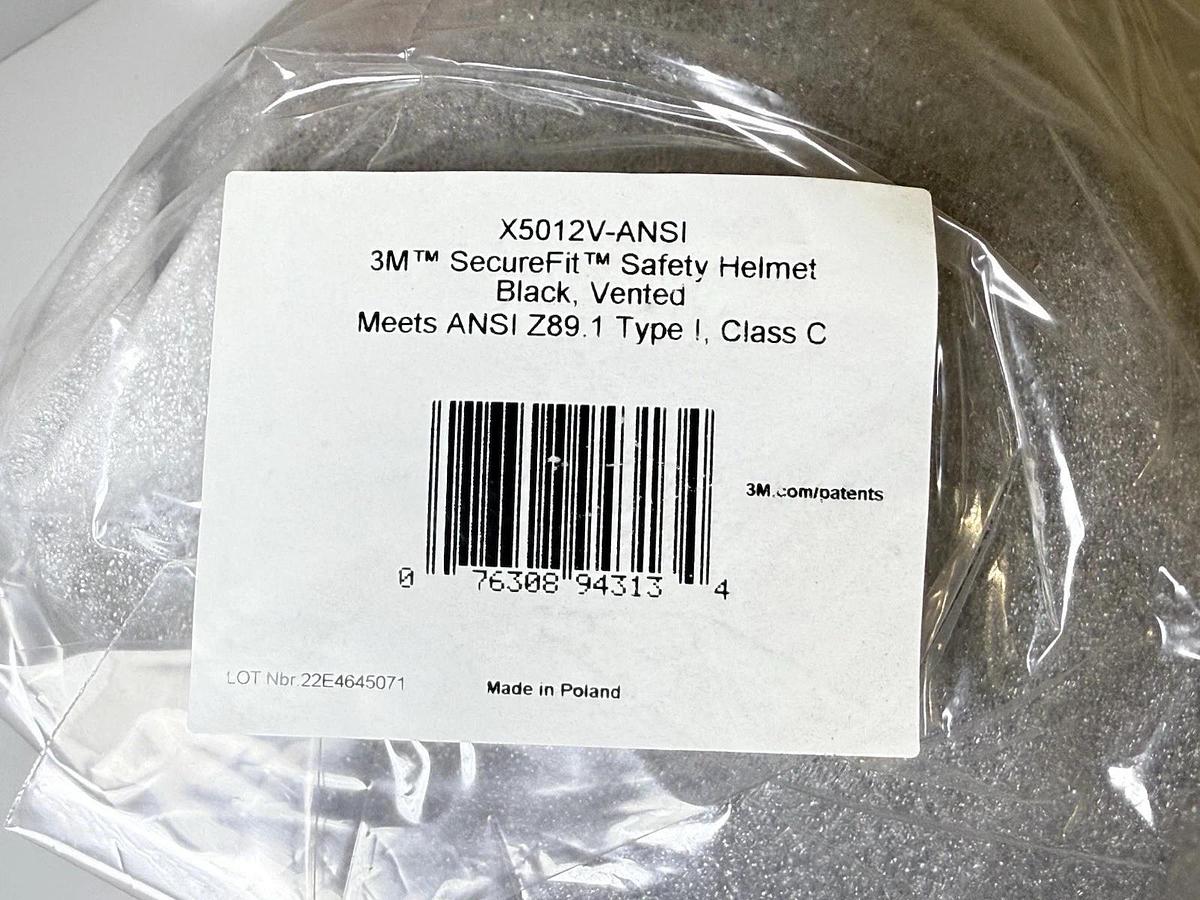 X5012V-ANSI
3M™ SecureFit™ Safety Helmet
Black, Vented
Meets ANSI Z89.1 Type I, Class C
3M.com/patents
0 76308 94313 4
LOT Nbr.22E4645071
Made in Poland